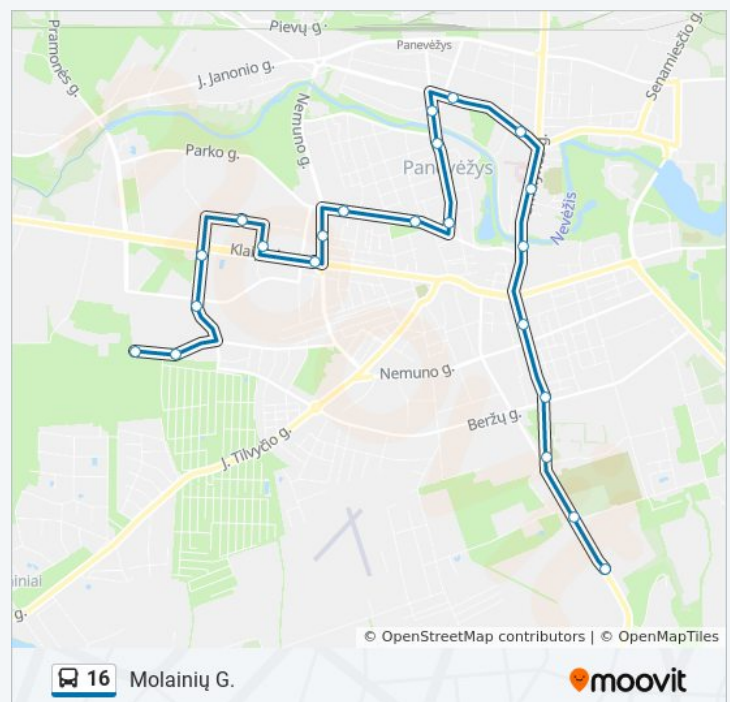 Pievų g.
Panevėžys
Pramonės g.
J. Janonio g.
Senamiesčio g.
Nemuno g.
Parko g.
Panevėžys
Nevėžis
Nemuno g.
Beržų g.
J. Tilvyčio g.
g.
© OpenStreetMap contributors | © OpenMapTiles
16 Molainių G.
moovit